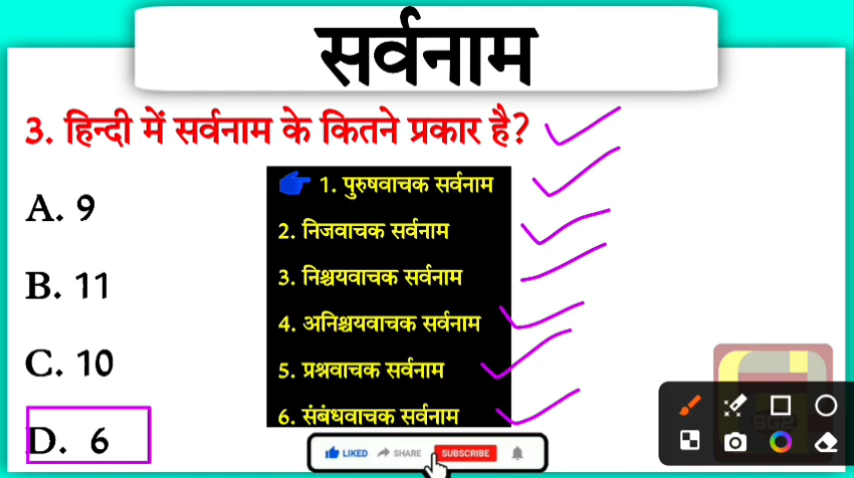 सर्वनाम
3. हिन्दी में सर्वनाम के कितने प्रकार है?
A. 9
B. 11
C. 10
D. 6
1. पुरुषवाचक सर्वनाम
2. निजवाचक सर्वनाम
3. निश्चयवाचक सर्वनाम
4. अनिश्चयवाचक सर्वनाम
5. प्रश्नवाचक सर्वनाम
6. संबंधवाचक सर्वनाम
LIKED SHARE SUBSCRIBE